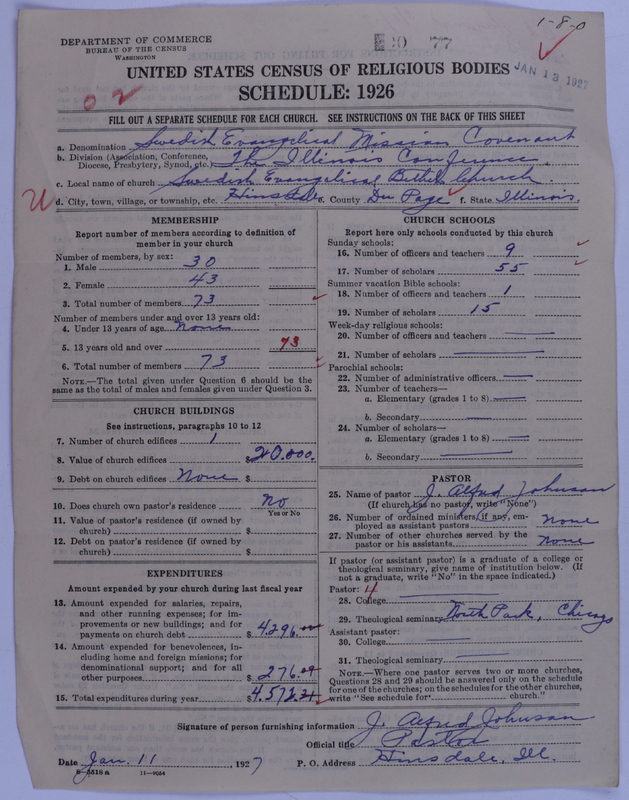 1-8-0
DEPARTMENT OF COMMERCE
BUREAU OF THE CENSUS
WASHINGTON
20 77
JAN 13 1927
UNITED STATES CENSUS OF RELIGIOUS BODIES
SCHEDULE: 1926
02
FILL OUT A SEPARATE SCHEDULE FOR EACH CHURCH. SEE INSTRUCTIONS ON THE BACK OF THIS SHEET
a. Denomination Swedish Evangelical Mission Covenant
b. Division (Association, Conference, Diocese, Presbytery, Synod, etc.) The Illinois Conference
c. Local name of church Swedish Evangelical Bethel Church.
d. City, town, village, or township, etc. Hinsdale e. County Du Page f. State Illinois.
MEMBERSHIP
Report number of members according to definition of
member in your church
Number of members, by sex:
1. Male 30
2. Female 43
3. Total number of members 73
Number of members under and over 13 years old:
4. Under 13 years of age None
5. 13 years old and over 73
6. Total number of members 73
NOTE.—The total given under Question 6 should be
same as the total of males and females given under Question 3.
CHURCH BUILDINGS
See instructions, paragraphs 10 to 12
7. Number of church edifices 1
8. Value of church edifices $20.000.
9. Debt on church edifices None $
10. Does church own pastor's residence No
Yes or No
11. Value of pastor's residence (if owned by
church) $
12. Debt on pastor's residence (if owned by
church) $
EXPENDITURES
Amount expended by your church during last fiscal year
13. Amount expended for salaries, repairs,
and other running expenses; for im-
provements or new buildings; and for
payments on church debt $4296.
14. Amount expended for benevolences, in-
cluding home and foreign missions; for
denominational support; and for all
other purposes $276.
15. Total expenditures during year $4.572.
CHURCH SCHOOLS
Report here only schools conducted by this church
Sunday schools:
16. Number of officers and teachers 9
17. Number of scholars 55
Summer vacation Bible schools:
18. Number of officers and teachers 1
19. Number of scholars 15
Week-day religious schools:
20. Number of officers and teachers
21. Number of scholars
Parochial schools:
22. Number of administrative officers
23. Number of teachers—
a. Elementary (grades 1 to 8)
b. Secondary
24. Number of scholars—
a. Elementary (grades 1 to 8)
b. Secondary
PASTOR
25. Name of pastor J. Alfred Johnson
(If church has no pastor, write "None")
26. Number of ordained ministers, if any, em-
ployed as assistant pastors None
27. Number of other churches served by the
pastor or his assistants None
If pastor (or assistant pastor) is a graduate of a college or
theological seminary, give name of institution below. (If
not a graduate, write "No" in the space indicated.)
Pastor:
28. College
29. Theological seminary North Park, Chicago
Assistant pastor:
30. College
31. Theological seminary
NOTE.—Where one pastor serves two or more churches,
Questions 28 and 29 should be answered only on the schedule
for one of the churches; on the schedules for the other churches,
write "See schedule for church."
Signature of person furnishing information J. Alfred Johnson
Official title Pastor
Date Jan. 11, 1927 P. O. Address Hinsdale, Ill.
8-5518 a 11-9054